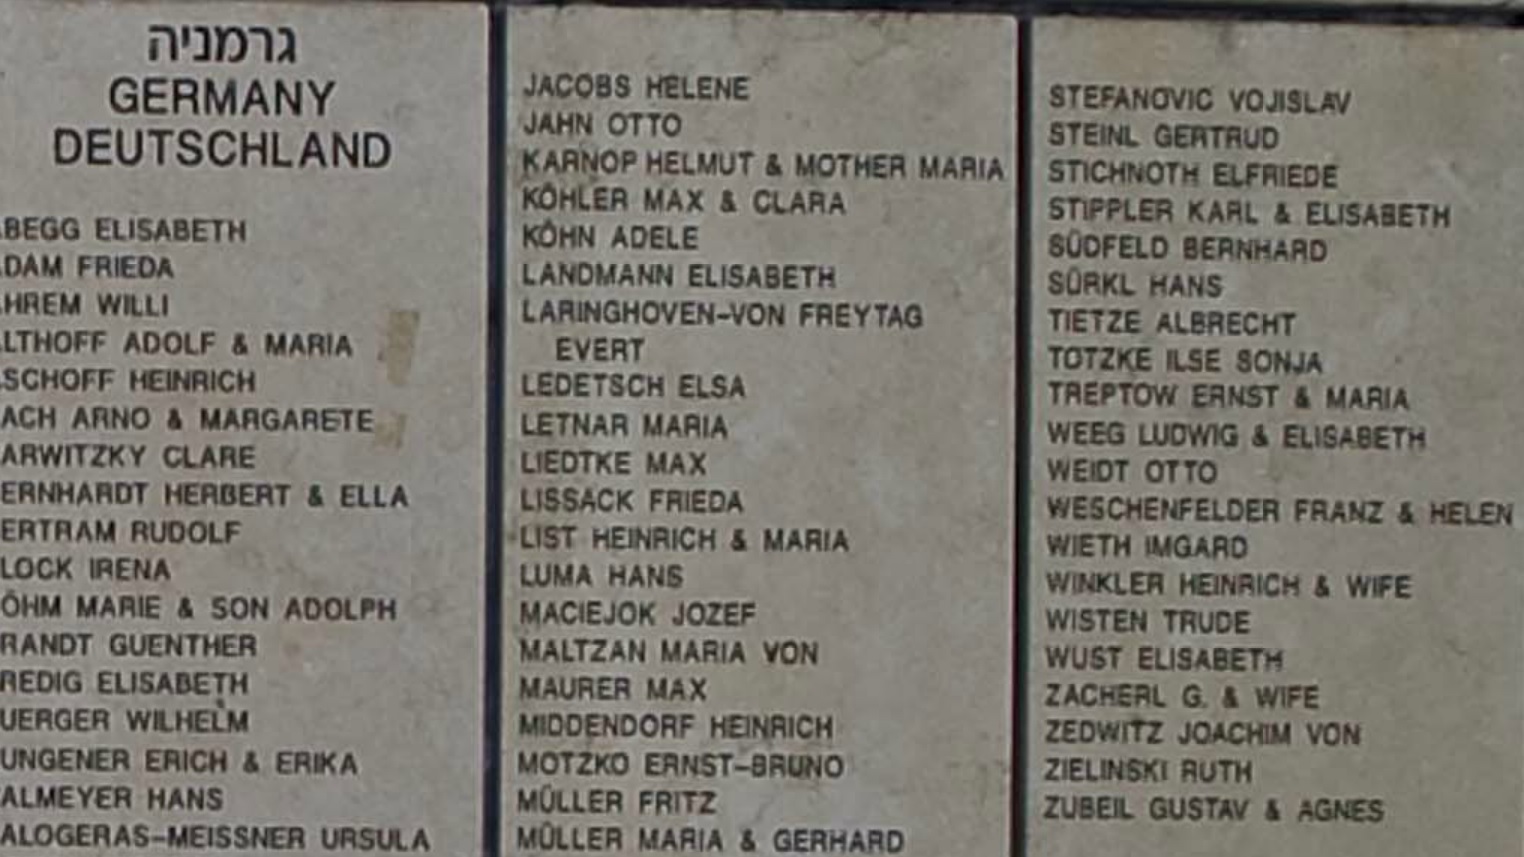 גרמניה
GERMANY
DEUTSCHLAND
BEGG ELISABETH
DAM FRIEDA
HREM WILLI
LTHOFF ADOLF & MARIA
SCHOFF HEINRICH
ACH ARNO & MARGARETE
ARWITZKY CLARE
ERNHARDT HERBERT & ELLA
ERTRAM RUDOLF
LOCK IRENA
ÖHM MARIE & SON ADOLPH
RANDT GUENTHER
REDIG ELISABETH
UERGER WILHELM
UNGENER ERICH & ERIKA
ALMEYER HANS
ALOGERAS-MEISSNER URSULA
JACOBS HELENE
JAHN OTTO
KARNOP HELMUT & MOTHER MARIA
KÖHLER MAX & CLARA
KÖHN ADELE
LANDMANN ELISABETH
LARINGHOVEN-VON FREYTAG
EVERT
LEDETSCH ELSA
LETNAR MARIA
LIEDTKE MAX
LISSACK FRIEDA
LIST HEINRICH & MARIA
LUMA HANS
MACIEJOK JOZEF
MALTZAN MARIA VON
MAURER MAX
MIDDENDORF HEINRICH
MOTZKO ERNST-BRUNO
MÜLLER FRITZ
MÜLLER MARIA & GERHARD
STEFANOVIC VOJISLAV
STEINL GERTRUD
STICHNOTH ELFRIEDE
STIPPLER KARL & ELISABETH
SÜDFELD BERNHARD
SÜRKL HANS
TIETZE ALBRECHT
TOTZKE ILSE SONJA
TREPTOW ERNST & MARIA
WEEG LUDWIG & ELISABETH
WEIDT OTTO
WESCHENFELDER FRANZ & HELEN
WIETH IMGARD
WINKLER HEINRICH & WIFE
WISTEN TRUDE
WUST ELISABETH
ZACHERL G. & WIFE
ZEDWITZ JOACHIM VON
ZIELINSKI RUTH
ZUBEIL GUSTAV & AGNES